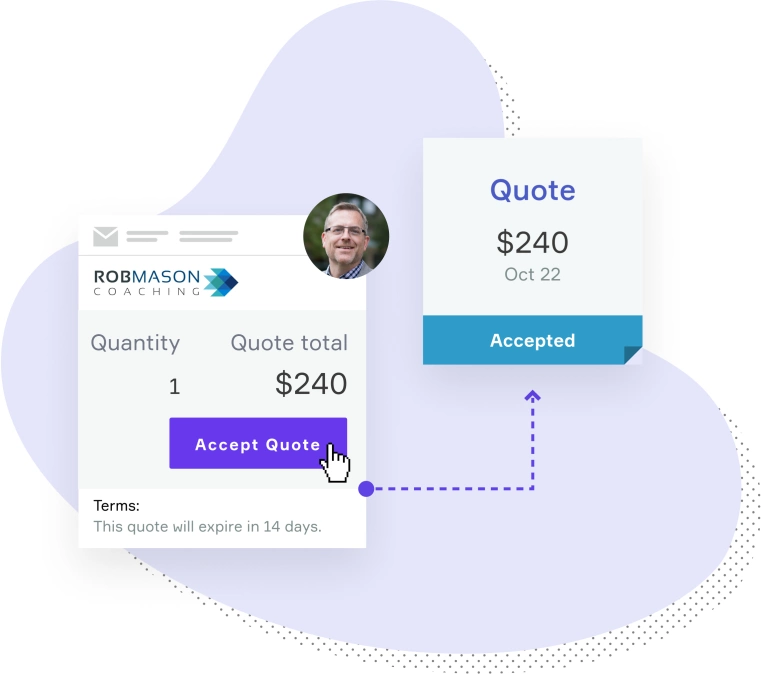 ROBMASON
COACHING
Quantity
Quote total
1
$240
Accept Quote
Terms:
This quote will expire in 14 days.
Quote
$240
Oct 22
Accepted